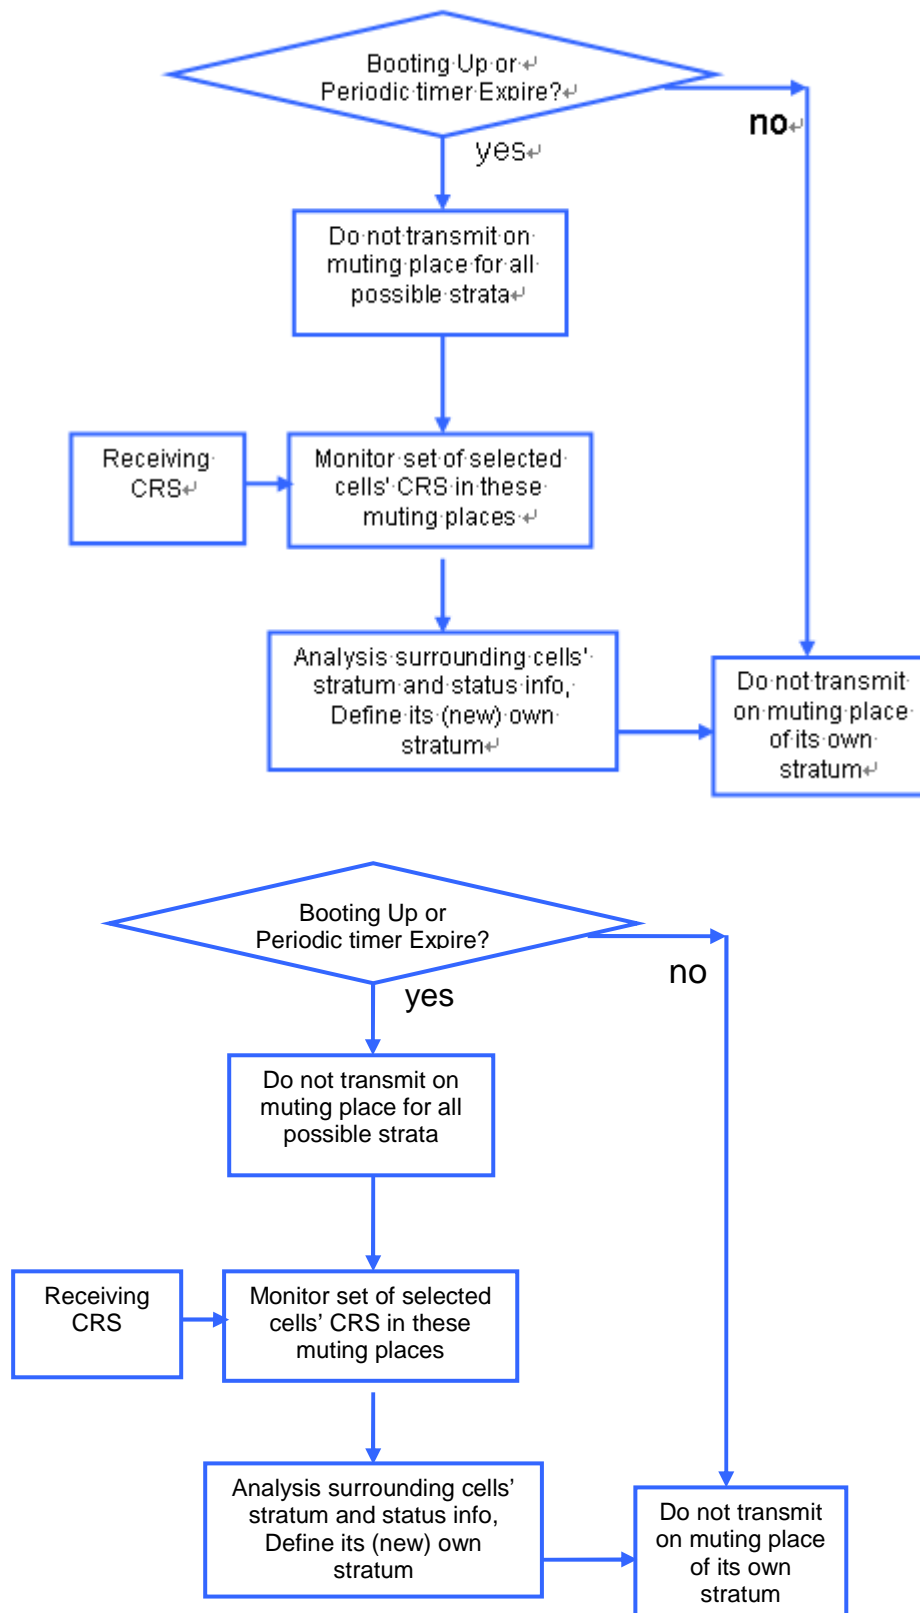 Booting Up or
Periodic timer Expire?
no
yes
Do not transmit on
muting place for all
possible strata
Receiving
CRS
Monitor set of selected
cells' CRS in these
muting places
Analysis surrounding cells'
stratum and status info,
Define its (new) own
stratum
Do not transmit
on muting place
of its own
stratum
Booting Up or
Periodic timer Expire?
no
yes
Do not transmit on
muting place for all
possible strata
Receiving
CRS
Monitor set of selected
cells’ CRS in these
muting places
Analysis surrounding cells’
stratum and status info,
Define its (new) own
stratum
Do not transmit
on muting place
of its own
stratum